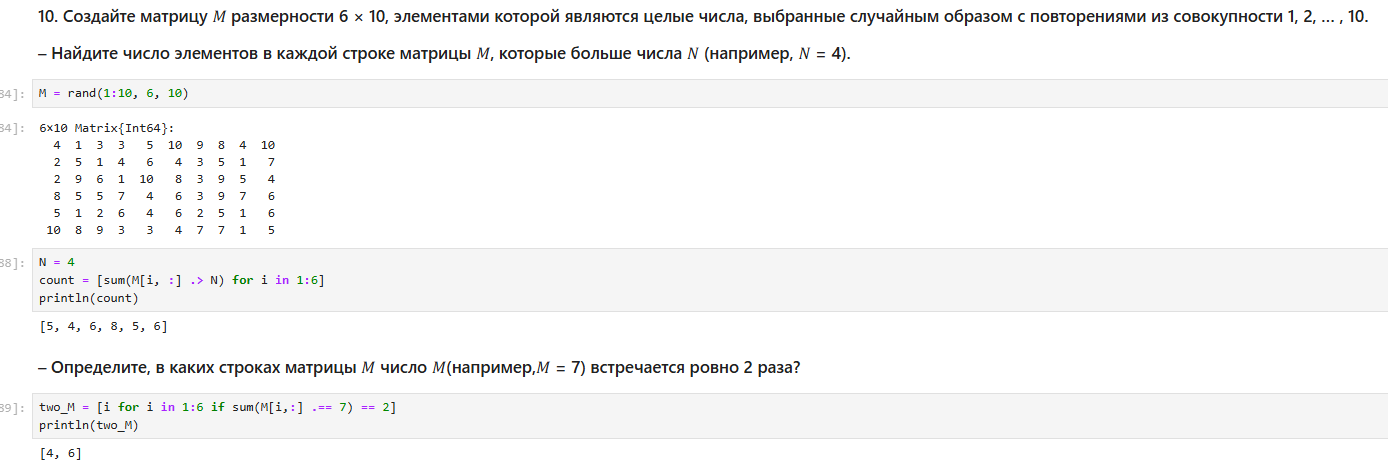 10. Создайте матрицу M размерности 6 × 10, элементами которой являются целые числа, выбранные случайным образом с повторениями из совокупности 1, 2, … , 10.
– Найдите число элементов в каждой строке матрицы M, которые больше числа N (например, N = 4).
84]: M = rand(1:10, 6, 10)
84]: 6×10 Matrix{Int64}:
4 1 3 3 5 10 9 8 4 10
2 5 1 4 6 4 3 5 1 7
2 9 6 1 10 8 3 9 5 4
8 5 5 7 4 6 3 9 7 6
5 1 2 6 4 6 2 5 1 6
10 8 9 3 3 4 7 7 1 5
88]: N = 4
count = [sum(M[i, :] .> N) for i in 1:6]
println(count)
[5, 4, 6, 8, 5, 6]
– Определите, в каких строках матрицы M число M(например,M = 7) встречается ровно 2 раза?
89]: two_M = [i for i in 1:6 if sum(M[i,:] .== 7) == 2]
println(two_M)
[4, 6]